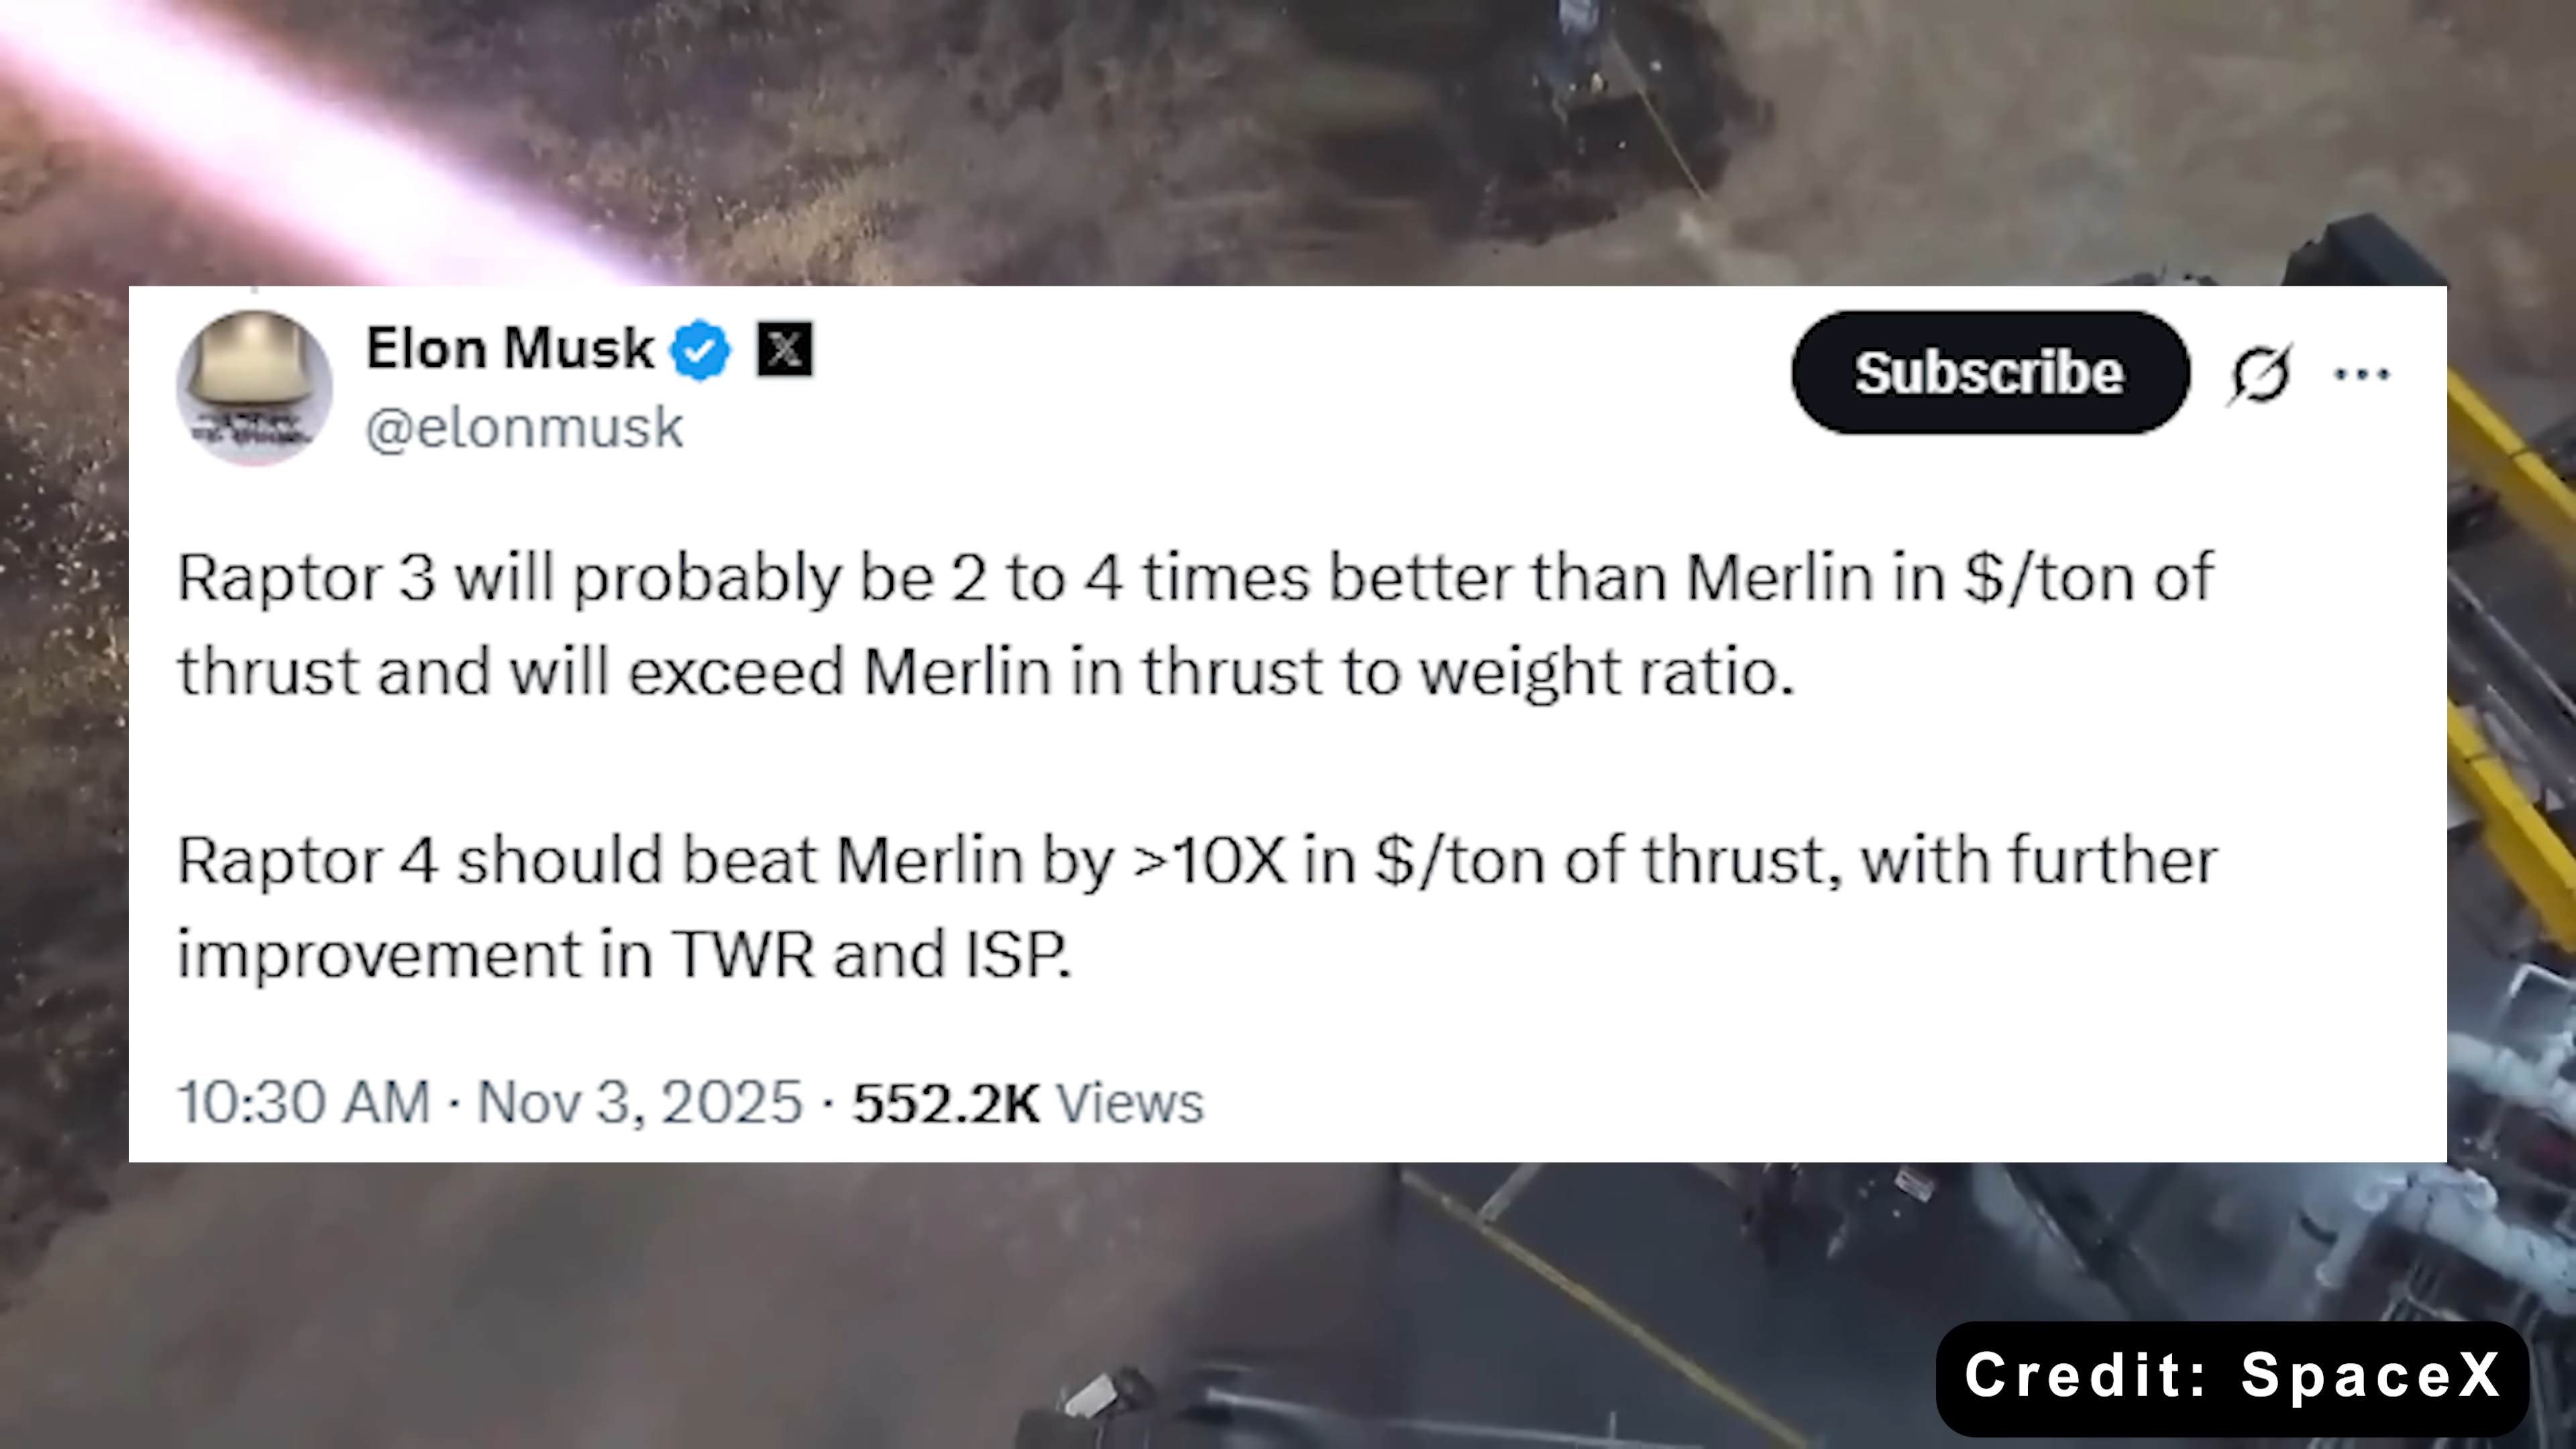 Elon Musk
@elonmusk
Subscribe
Raptor 3 will probably be 2 to 4 times better than Merlin in $/ton of
thrust and will exceed Merlin in thrust to weight ratio.
Raptor 4 should beat Merlin by >10X in $/ton of thrust, with further
improvement in TWR and ISP.
10:30 AM · Nov 3, 2025 · 552.2K Views
Credit: SpaceX